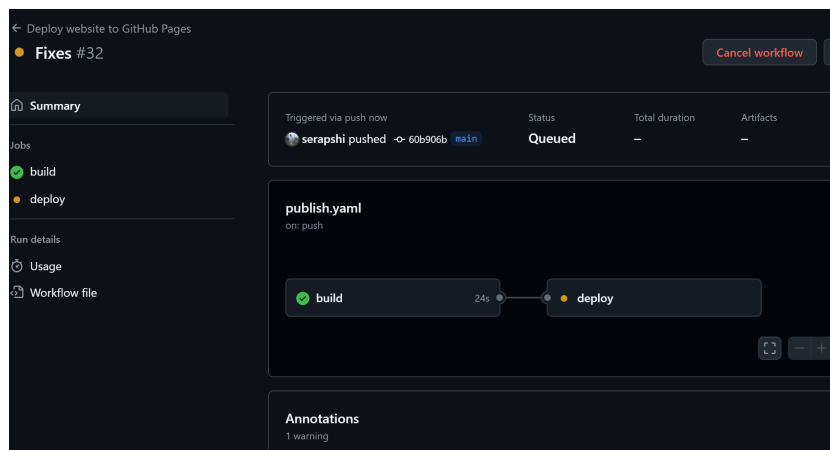 Deploy website to GitHub Pages
Fixes #32
Cancel workflow
Summary
Jobs
build
deploy
Run details
Usage
Workflow file
Triggered via push now
serapshi pushed 60b906b main
Status
Queued
Total duration
–
Artifacts
–
publish.yaml
on: push
build 24s
deploy
Annotations
1 warning